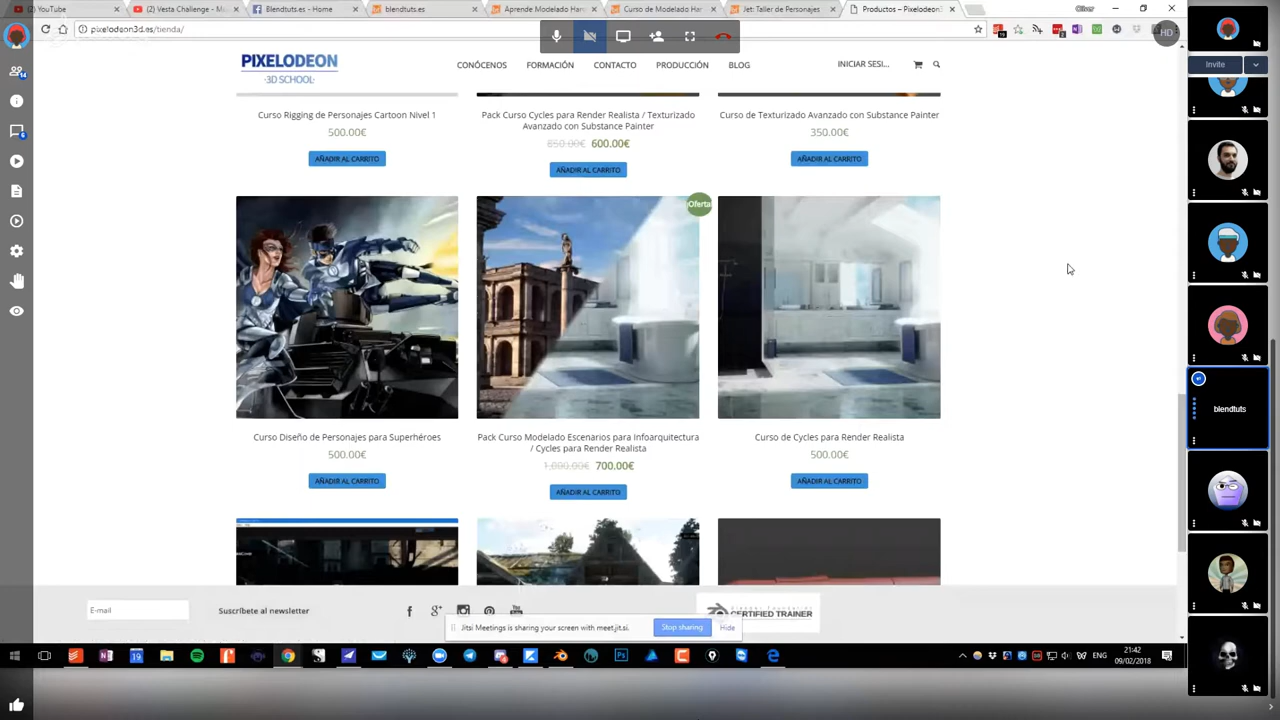 (2) YouTube
(2) Vesta Challenge - Mu
Blendtuts.es - Home
blendtuts.es
Aprende Modelado Hard
Curso de Modelado Har
Jet: Taller de Personajes
Productos – Pixelodeon
Oliver
pixelodeon3d.es/tienda/
HD
PIXELODEON
·3D SCHOOL·
CONÓCENOS
FORMACIÓN
CONTACTO
PRODUCCIÓN
BLOG
INICIAR SESI...
Invite
Curso Rigging de Personajes Cartoon Nivel 1
500.00€
AÑADIR AL CARRITO
Pack Curso Cycles para Render Realista / Texturizado
Avanzado con Substance Painter
850.00€ 600.00€
AÑADIR AL CARRITO
Curso de Texturizado Avanzado con Substance Painter
350.00€
AÑADIR AL CARRITO
¡Oferta!
Curso Diseño de Personajes para Superhéroes
500.00€
AÑADIR AL CARRITO
Pack Curso Modelado Escenarios para Infoarquitectura
/ Cycles para Render Realista
1,000.00€ 700.00€
AÑADIR AL CARRITO
Curso de Cycles para Render Realista
500.00€
AÑADIR AL CARRITO
blendtuts
E-mail
Suscríbete al newsletter
CERTIFIED TRAINER
Jitsi Meetings is sharing your screen with meet.jit.si.
Stop sharing
Hide
ENG
21:42
09/02/2018